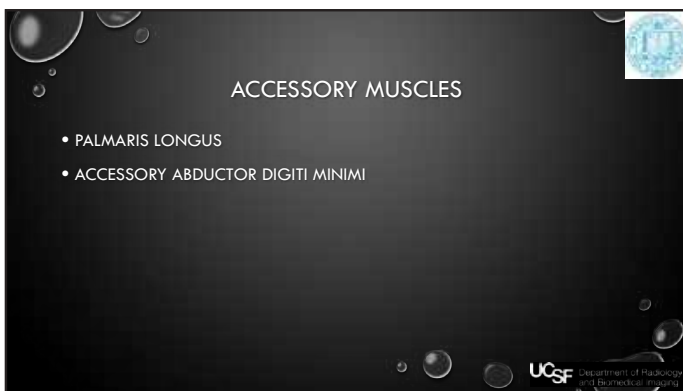 ACCESSORY MUSCLES
• PALMARIS LONGUS
• ACCESSORY ABDUCTOR DIGITI MINIMI
UCSF Department of Radiology
and Biomedical Imaging